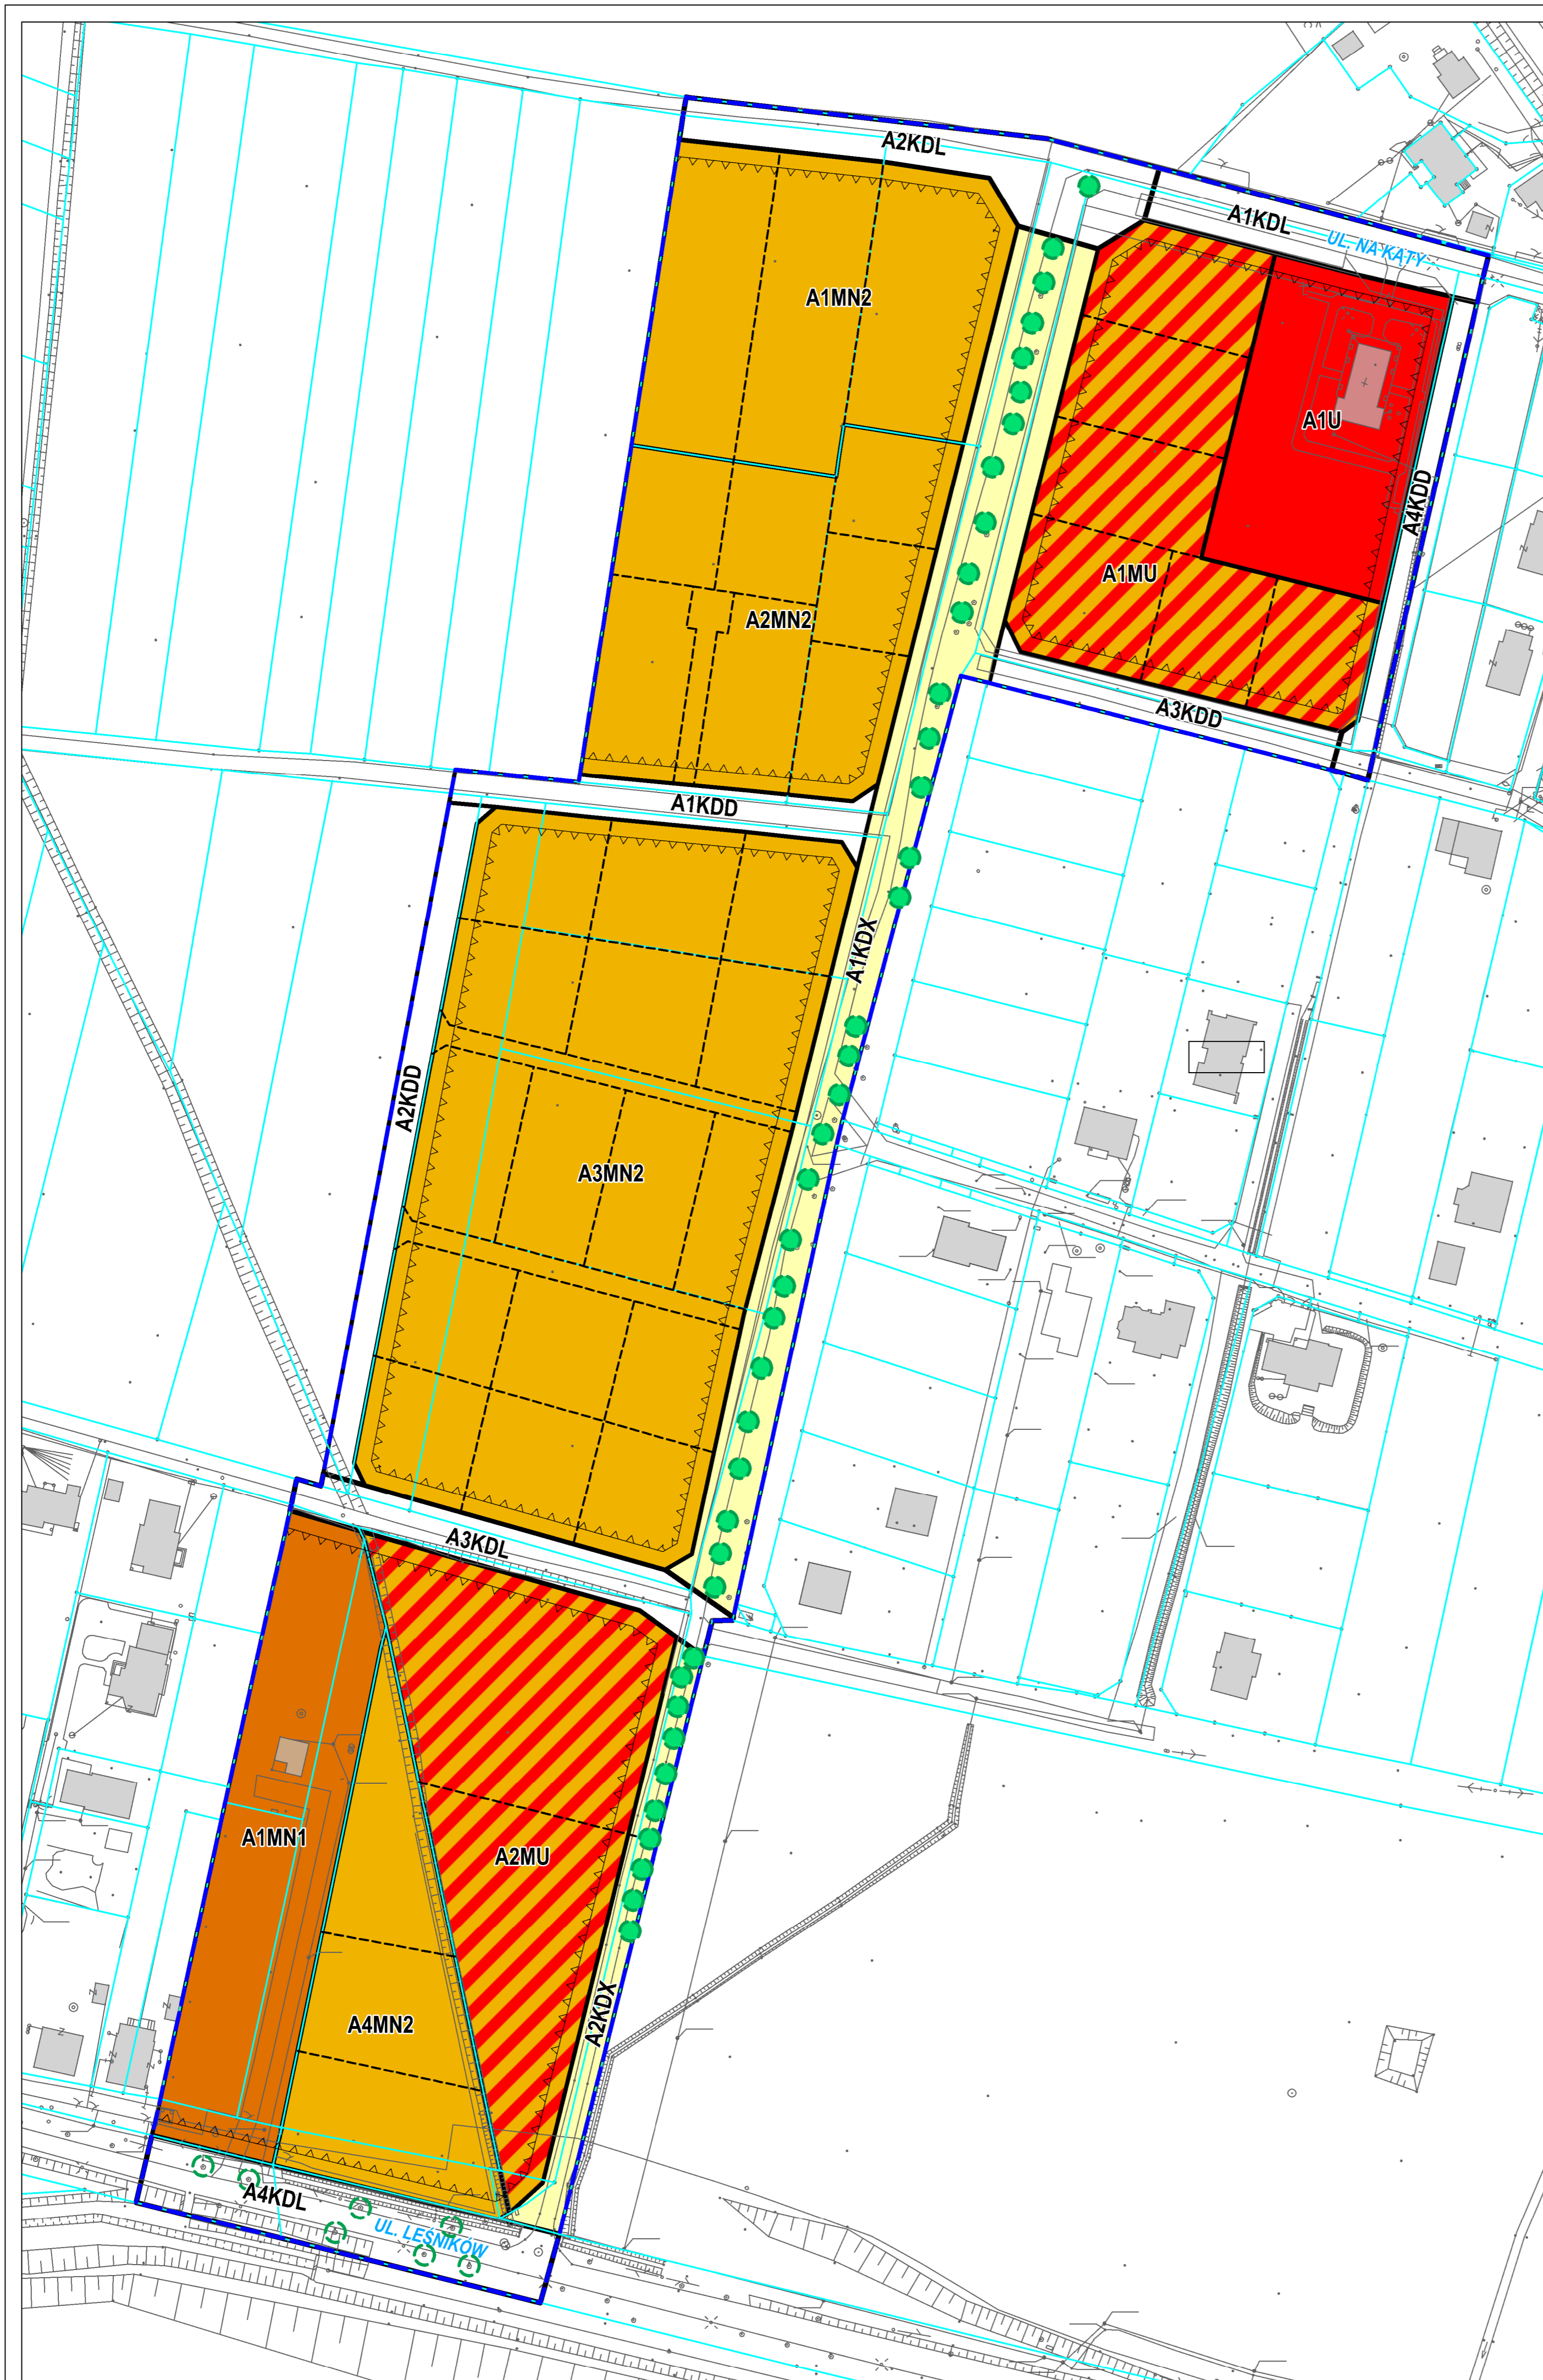 A2KDL
A1KDL
UL. NA KĄTY
A1MN2
A1U
A4KDD
A1MU
A2MN2
A3KDD
A1KDD
A1KDX
A2KDD
A3MN2
A3KDL
A1MN1
A2MU
A2KDX
A4MN2
A4KDL
UL. LEŚNIKÓW